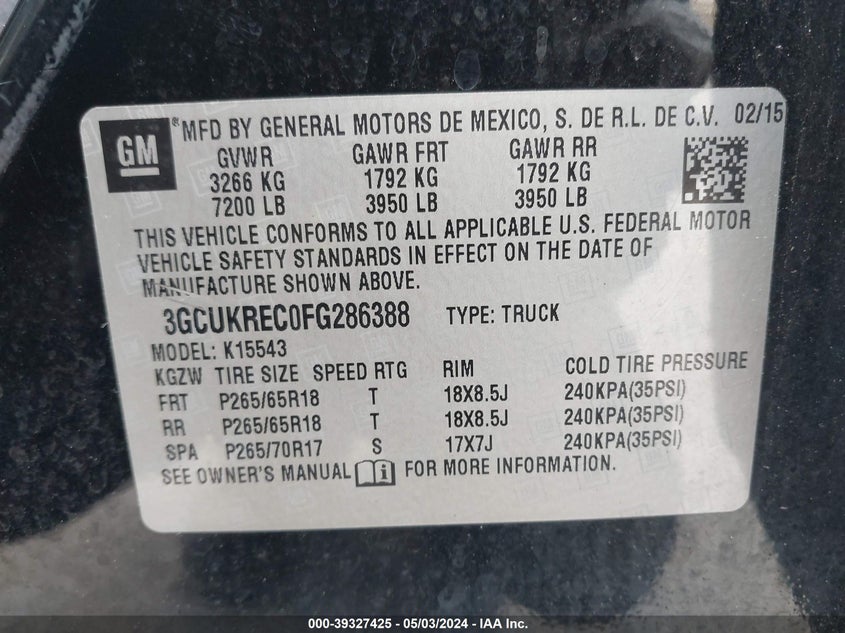 GM ® MFD BY GENERAL MOTORS DE MEXICO, S. DE R.L. DE C.V. 02/15
GVWR GAWR FRT GAWR RR
3266 KG 1792 KG 1792 KG
7200 LB 3950 LB 3950 LB
THIS VEHICLE CONFORMS TO ALL APPLICABLE U.S. FEDERAL MOTOR
VEHICLE SAFETY STANDARDS IN EFFECT ON THE DATE OF
MANUFACTURE SHOWN ABOVE.
3GCUKREC0FG286388 TYPE: TRUCK
MODEL: K15543
KGZW TIRE SIZE SPEED RTG RIM COLD TIRE PRESSURE
FRT P265/65R18 T 18X8.5J 240KPA(35PSI)
RR P265/65R18 T 18X8.5J 240KPA(35PSI)
SPA P265/70R17 S 17X7J 240KPA(35PSI)
SEE OWNER'S MANUAL i FOR MORE INFORMATION.
000-39327425 - 05/03/2024 - IAA Inc.